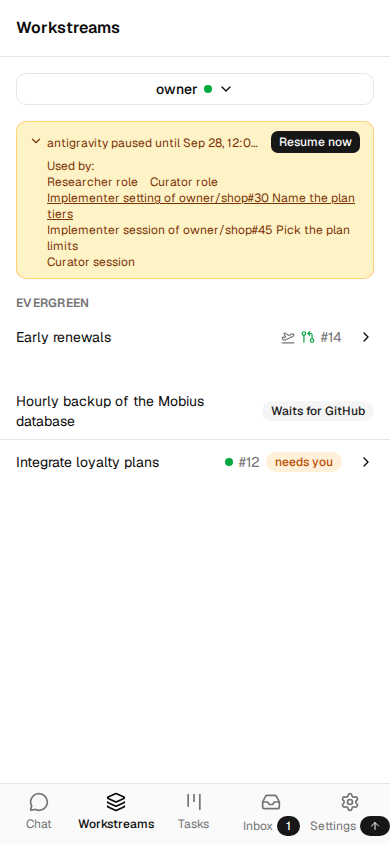 Workstreams
owner
antigravity paused until Sep 28, 12:0... Resume now
Used by:
Researcher role Curator role
Implementer setting of owner/shop#30 Name the plan
tiers
Implementer session of owner/shop#45 Pick the plan
limits
Curator session
EVERGREEN
Early renewals #14
Hourly backup of the Mobius
database
Waits for GitHub
Integrate loyalty plans #12 needs you
Chat Workstreams Tasks Inbox 1 Settings